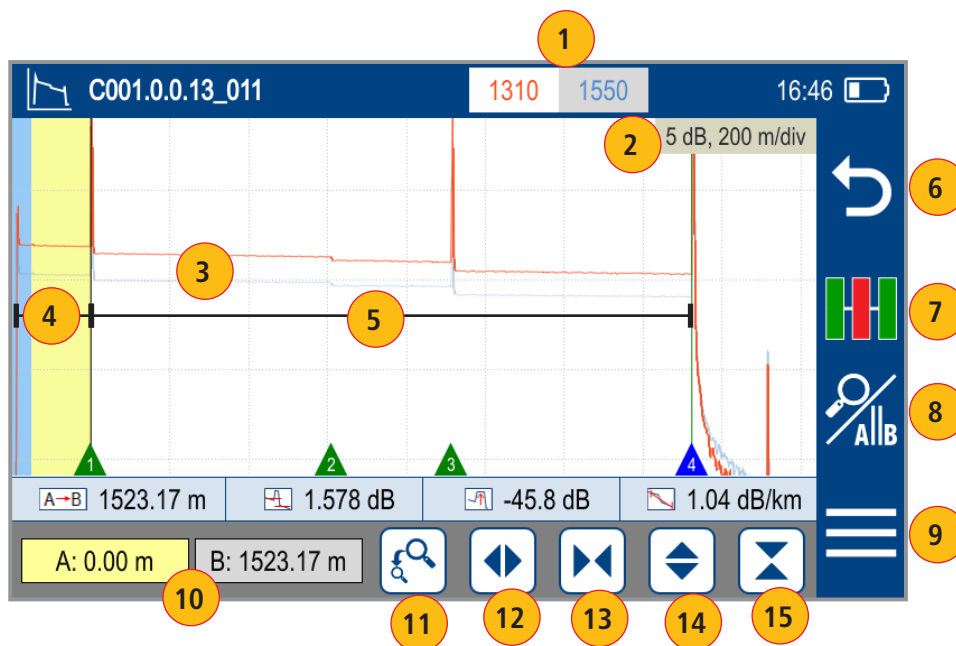 1
C001.0.0.13_011 1310 1550 16:46
2 5 dB, 200 m/div
6
3
4 5
7
8
A B
1 2 3 4
A→B 1523.17 m 1.578 dB -45.8 dB 1.04 dB/km
9
A: 0.00 m B: 1523.17 m
10
11 12 13 14 15